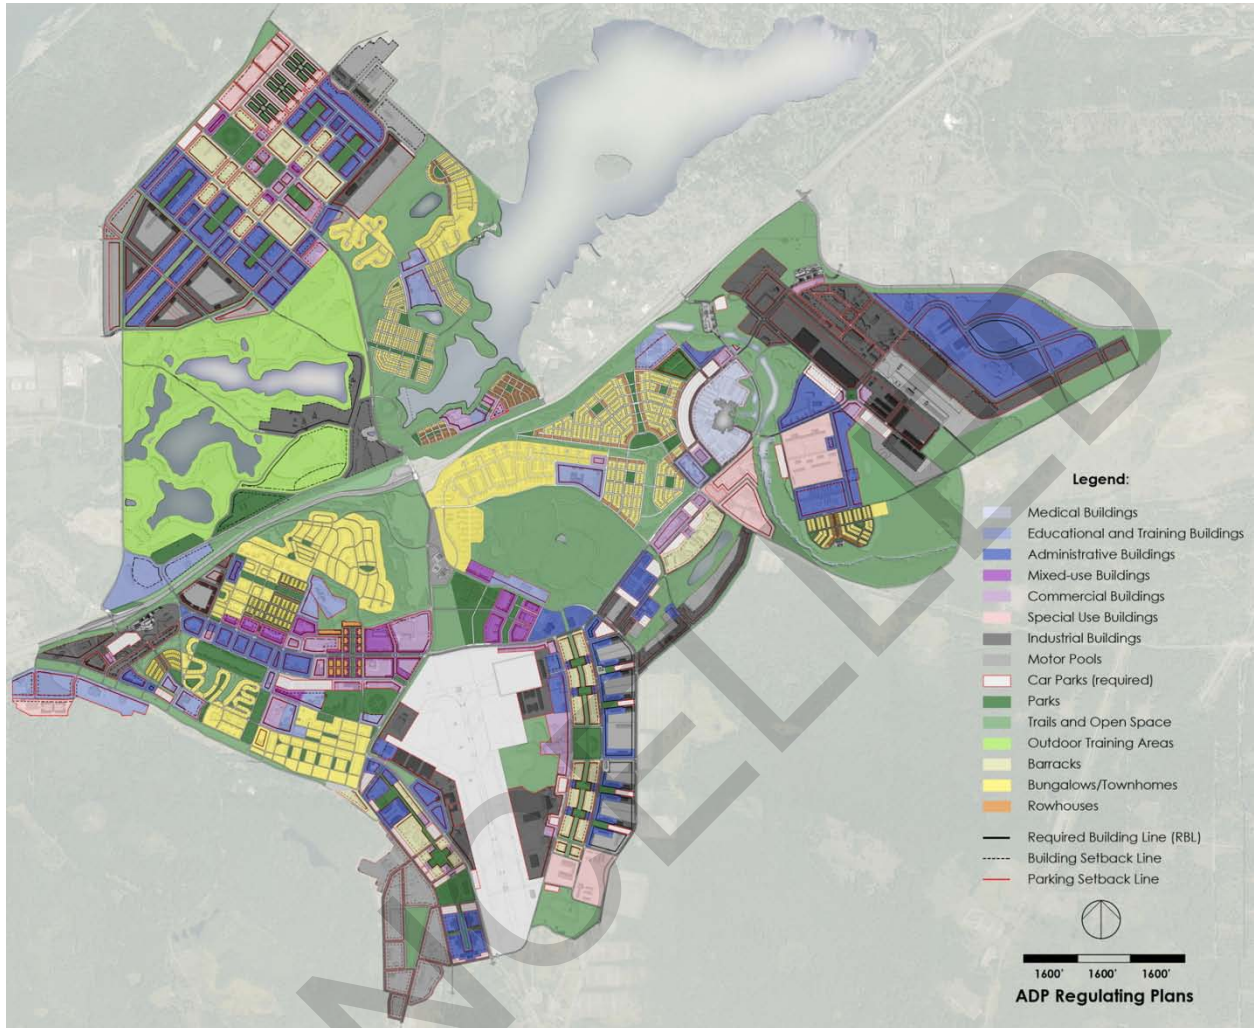 Legend:
Medical Buildings
Educational and Training Buildings
Administrative Buildings
Mixed-use Buildings
Commercial Buildings
Special Use Buildings
Industrial Buildings
Motor Pools
Car Parks (required)
Parks
Trails and Open Space
Outdoor Training Areas
Barracks
Bungalows/Townhomes
Rowhouses
Required Building Line (RBL)
Building Setback Line
Parking Setback Line
1600' 1600' 1600'
ADP Regulating Plans